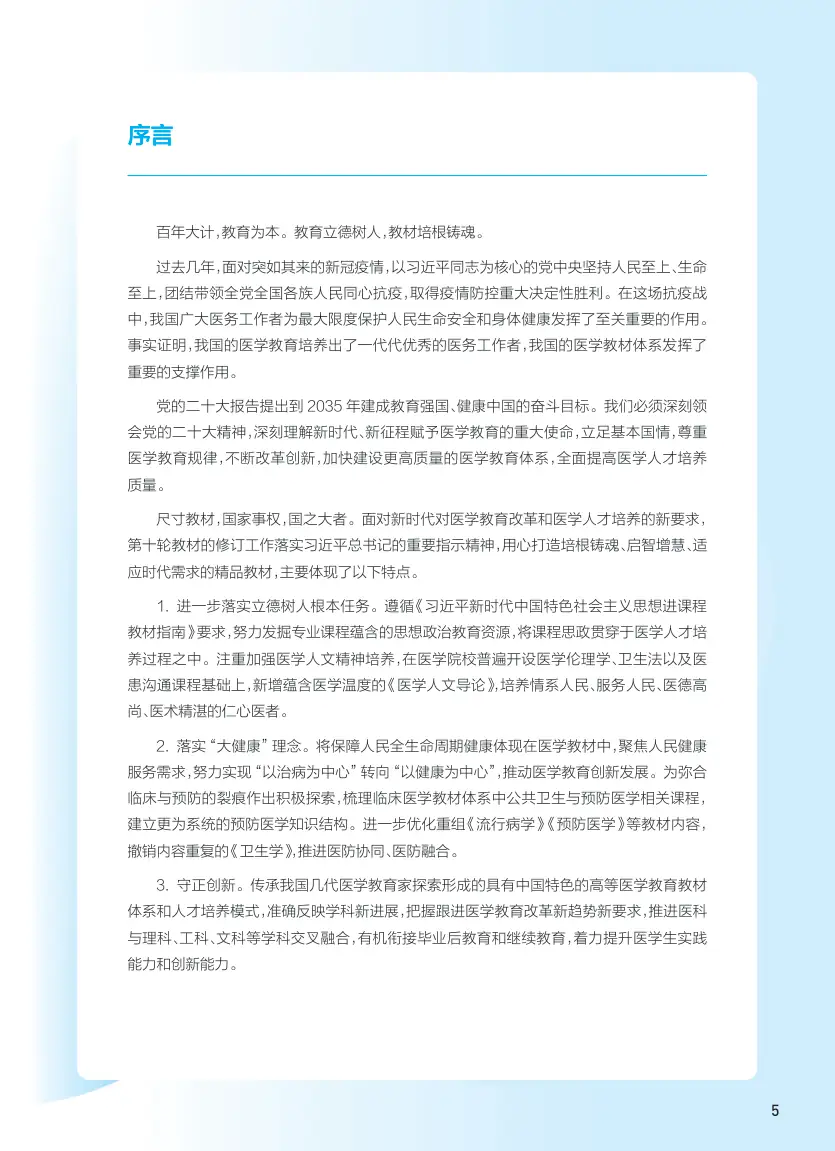 序言
百年大计，教育为本。教育立德树人，教材培根铸魂。
过去几年，面对突如其来的新冠疫情，以习近平同志为核心的党中央坚持人民至上、生命
至上，团结带领全党全国各族人民同心抗疫，取得疫情防控重大决定性胜利。在这场抗疫战
中，我国广大医务工作者为最大限度保护人民生命安全和身体健康发挥了至关重要的作用。
事实证明，我国的医学教育培养出了一代代优秀的医务工作者，我国的医学教材体系发挥了
重要的支撑作用。
党的二十大报告提出到 2035 年建成教育强国、健康中国的奋斗目标。我们必须深刻领
会党的二十大精神，深刻理解新时代、新征程赋予医学教育的重大使命，立足基本国情，尊重
医学教育规律，不断改革创新，加快建设更高质量的医学教育体系，全面提高医学人才培养
质量。
尺寸教材，国家事权，国之大者。面对新时代对医学教育改革和医学人才培养的新要求，
第十轮教材的修订工作落实习近平总书记的重要指示精神，用心打造培根铸魂、启智增慧、适
应时代需求的精品教材，主要体现了以下特点。
1. 进一步落实立德树人根本任务。遵循《习近平新时代中国特色社会主义思想进课程
教材指南》要求，努力发掘专业课程蕴含的思想政治教育资源，将课程思政贯穿于医学人才培
养过程之中。注重加强医学人文精神培养，在医学院校普遍开设医学伦理学、卫生法以及医
患沟通课程基础上，新增蕴含医学温度的《医学人文导论》，培养情系人民、服务人民、医德高
尚、医术精湛的仁心医者。
2. 落实“大健康”理念。将保障人民全生命周期健康体现在医学教材中，聚焦人民健康
服务需求，努力实现“以治病为中心”转向“以健康为中心”，推动医学教育创新发展。为弥合
临床与预防的裂痕作出积极探索，梳理临床医学教材体系中公共卫生与预防医学相关课程，
建立更为系统的预防医学知识结构。进一步优化重组《流行病学》《预防医学》等教材内容，
撤销内容重复的《卫生学》，推进医防协同、医防融合。
3. 守正创新。传承我国几代医学教育家探索形成的具有中国特色的高等医学教育教材
体系和人才培养模式，准确反映学科新进展，把握跟进医学教育改革新趋势新要求，推进医科
与理科、工科、文科等学科交叉融合，有机衔接毕业后教育和继续教育，着力提升医学生实践
能力和创新能力。
5